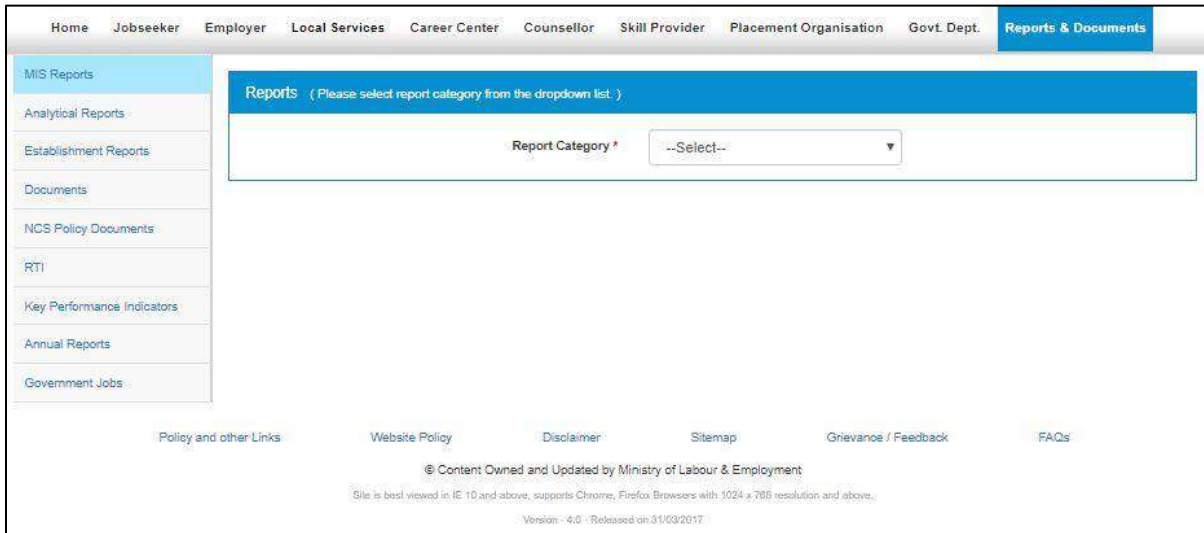 Home Jobseeker Employer Local Services Career Center Counsellor Skill Provider Placement Organisation Govt. Dept. Reports & Documents
MIS Reports
Analytical Reports
Establishment Reports
Documents
NCS Policy Documents
RTI
Key Performance Indicators
Annual Reports
Government Jobs
Reports ( Please select report category from the dropdown list. )
Report Category * --Select--
Policy and other Links Website Policy Disclaimer Sitemap Grievance / Feedback FAQs
© Content Owned and Updated by Ministry of Labour & Employment
Site is best viewed in IE 10 and above, supports Chrome, Firefox Browsers with 1024 x 768 resolution and above.
Version - 4.0 - Released on 31/03/2017